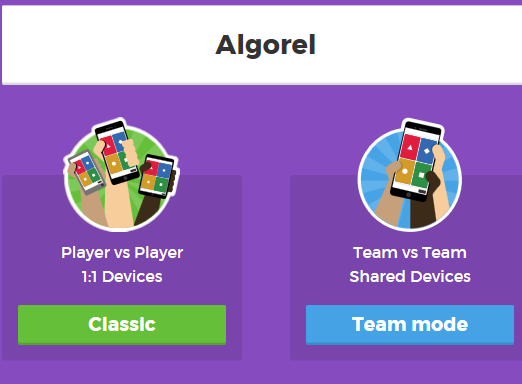 Algorel
Player vs Player
1:1 Devices
Classic
Team vs Team
Shared Devices
Team mode